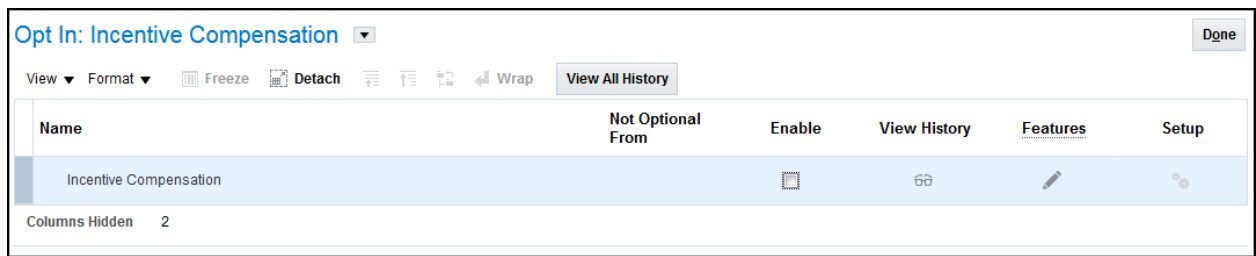 Opt In: Incentive Compensation
Done
View Format Freeze Detach Wrap View All History
Name Not Optional From Enable View History Features Setup
Incentive Compensation
Columns Hidden 2